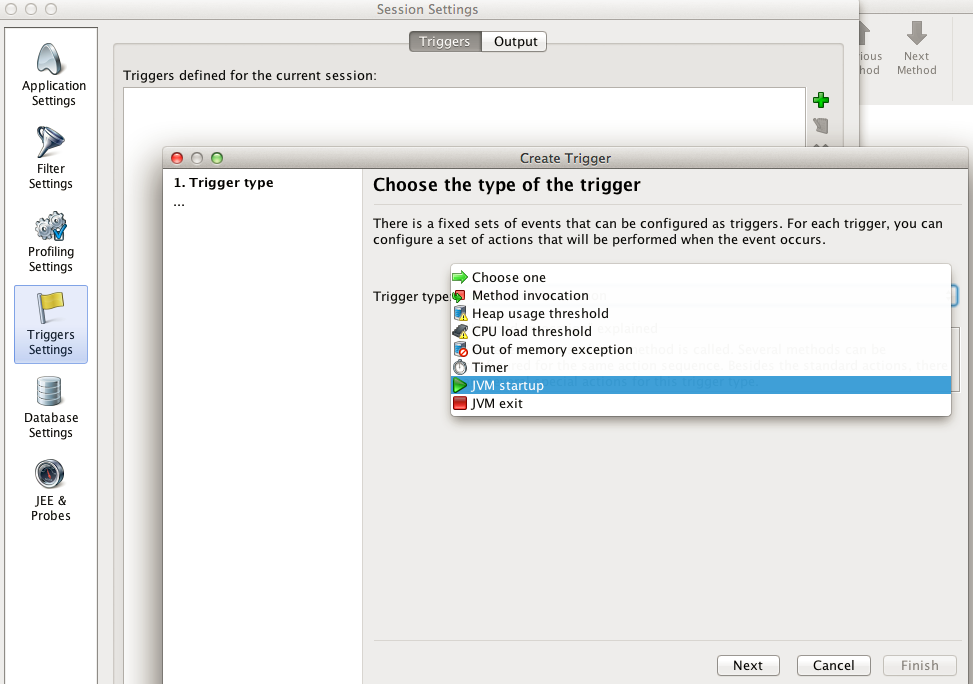 Session Settings
Triggers
Output
Next
Method
Application
Settings
Filter
Settings
Profiling
Settings
Triggers
Settings
Database
Settings
JEE &
Probes
Triggers defined for the current session:
Create Trigger
1. Trigger type
...
Choose the type of the trigger
There is a fixed sets of events that can be configured as triggers. For each trigger, you can
configure a set of actions that will be performed when the event occurs.
Trigger type
Choose one
Method invocation
Heap usage threshold
CPU load threshold
Out of memory exception
Timer
JVM startup
JVM exit
Next
Cancel
Finish